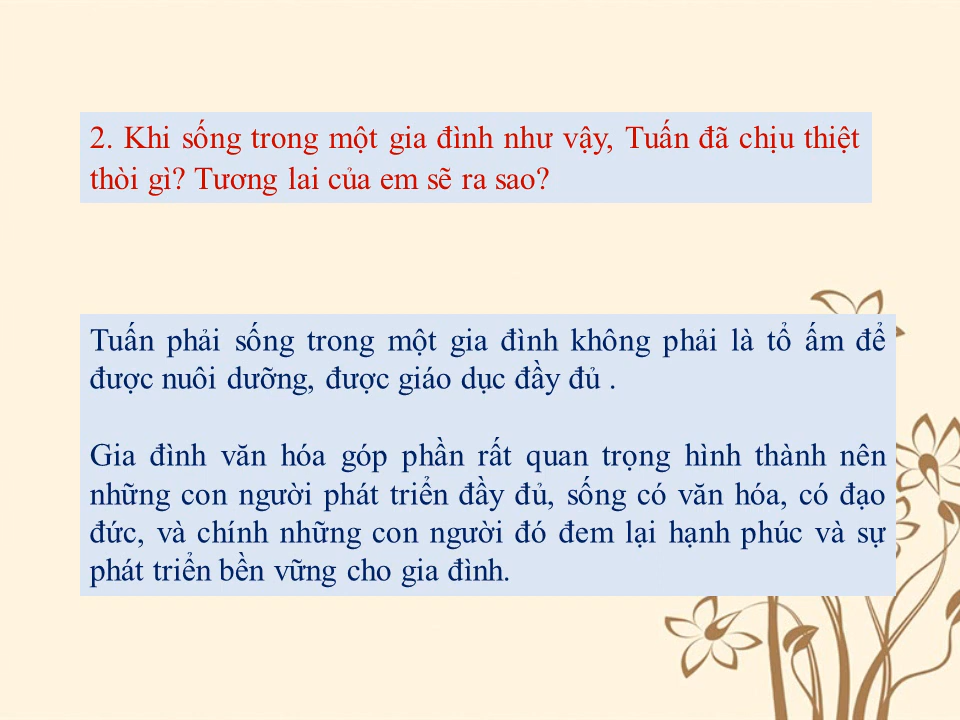 2. Khi sống trong một gia đình như vậy, Tuấn đã chịu thiệt
thòi gì? Tương lai của em sẽ ra sao?
Tuấn phải sống trong một gia đình không phải là tổ ấm để
được nuôi dưỡng, được giáo dục đầy đủ .
Gia đình văn hóa góp phần rất quan trọng hình thành nên
những con người phát triển đầy đủ, sống có văn hóa, có đạo
đức, và chính những con người đó đem lại hạnh phúc và sự
phát triển bền vững cho gia đình.